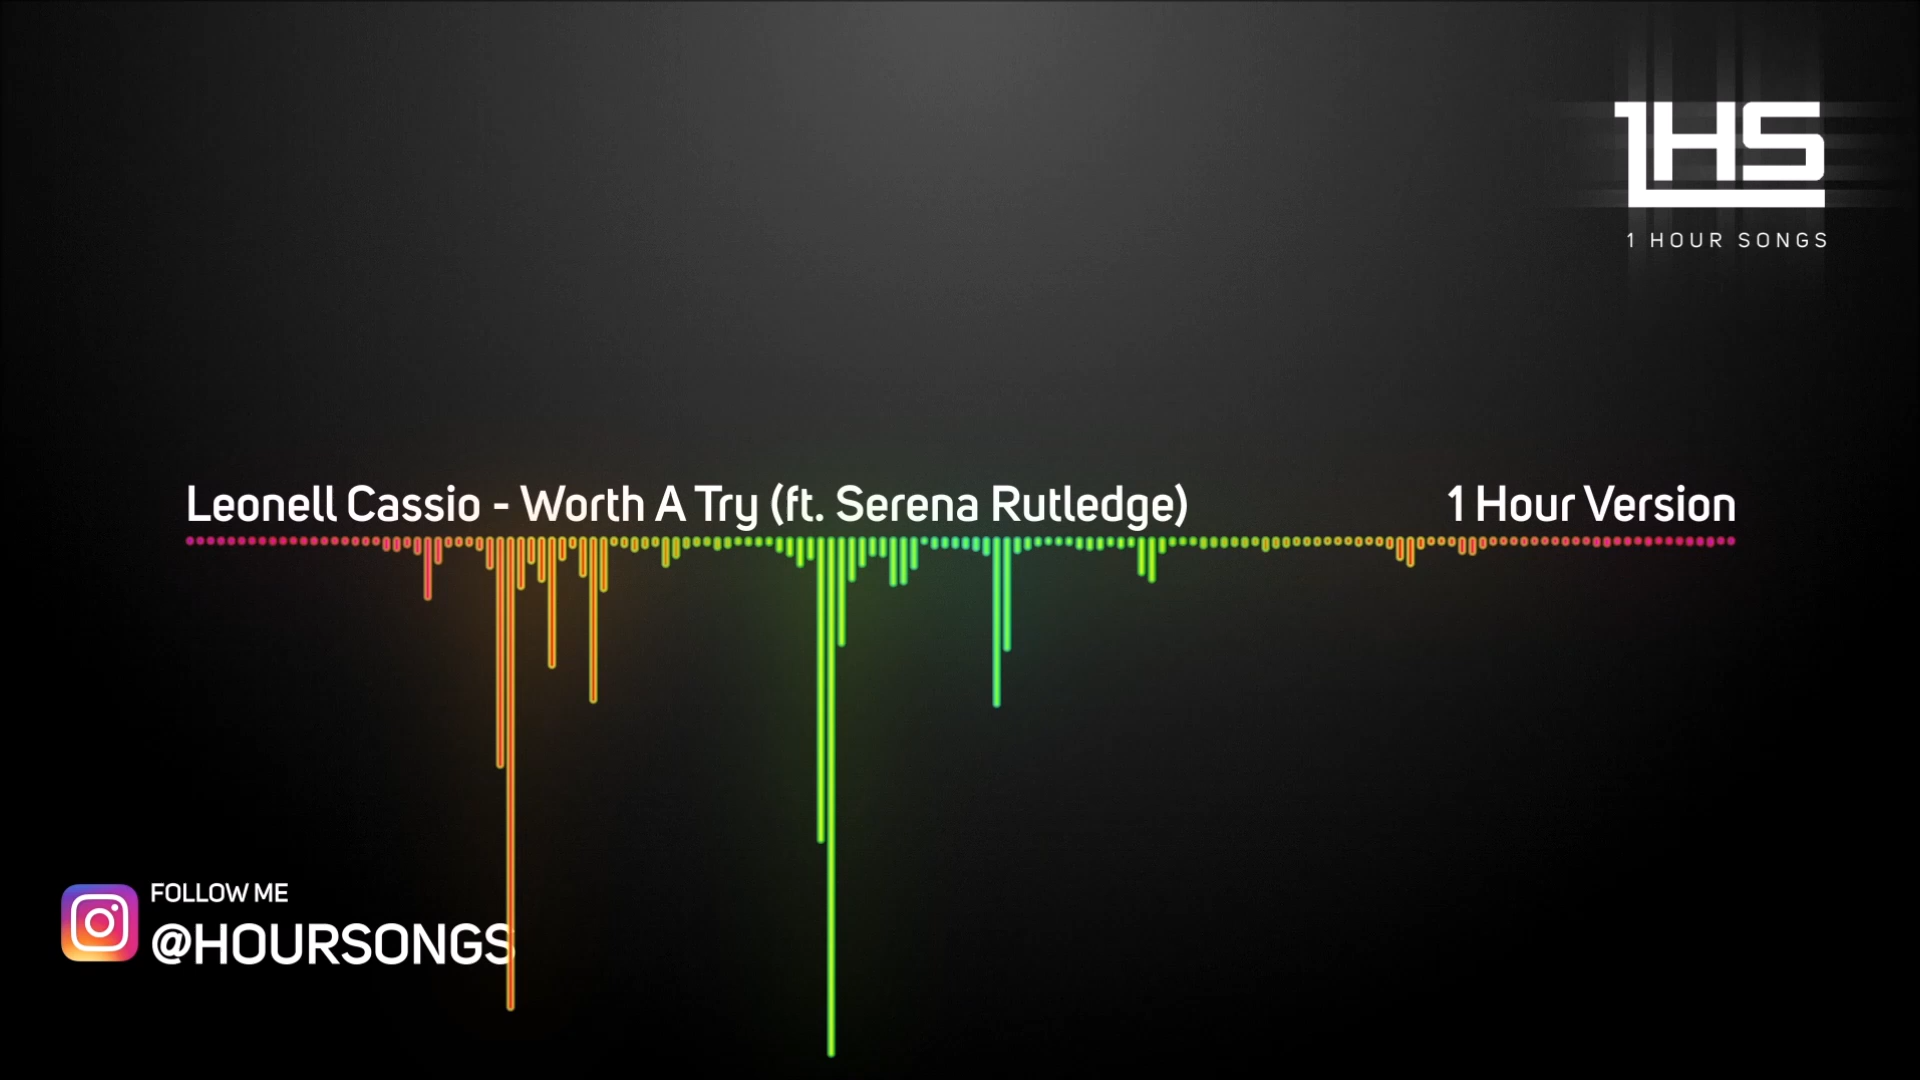 1HS
1 HOUR SONGS
Leonell Cassio - Worth A Try (ft. Serena Rutledge)
1 Hour Version
FOLLOW ME
@HOURSONGS